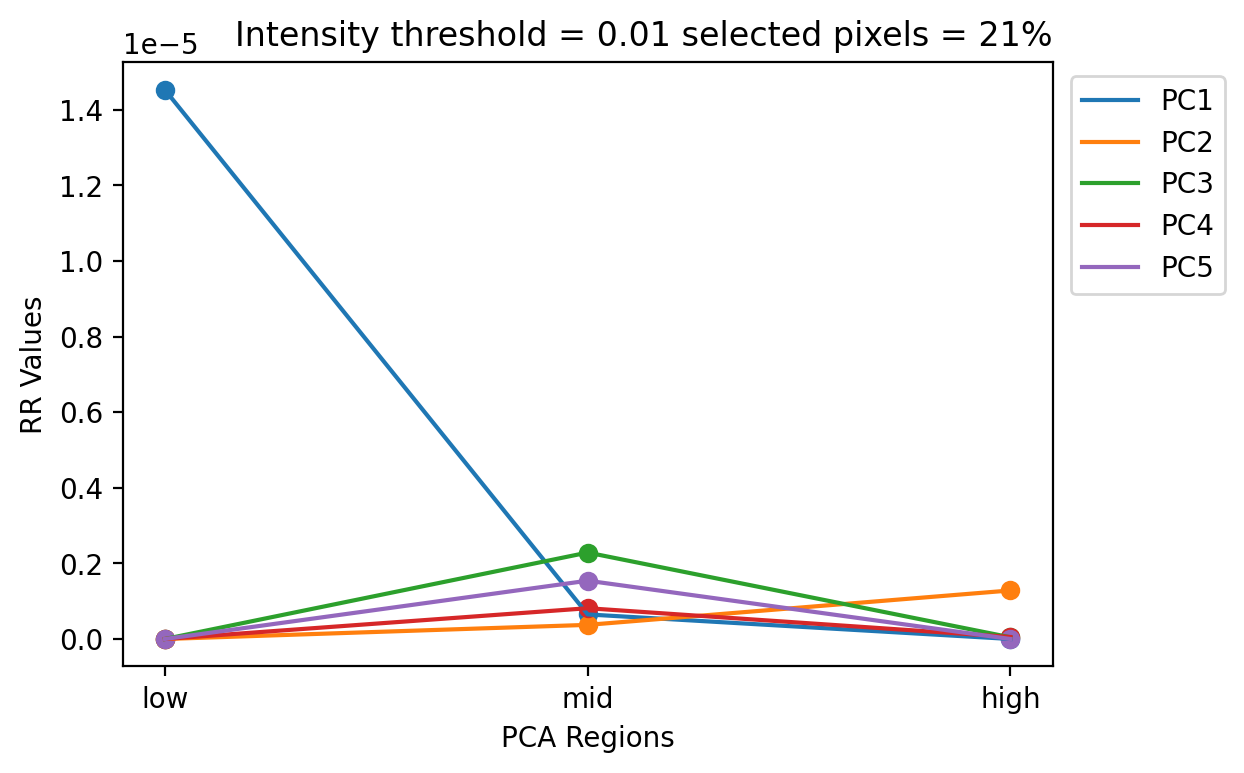 Intensity threshold = 0.01 selected pixels = 21%
1e−5
1.4
1.2
1.0
0.8
0.6
0.4
0.2
0.0
RR Values
low
mid
high
PCA Regions
PC1
PC2
PC3
PC4
PC5